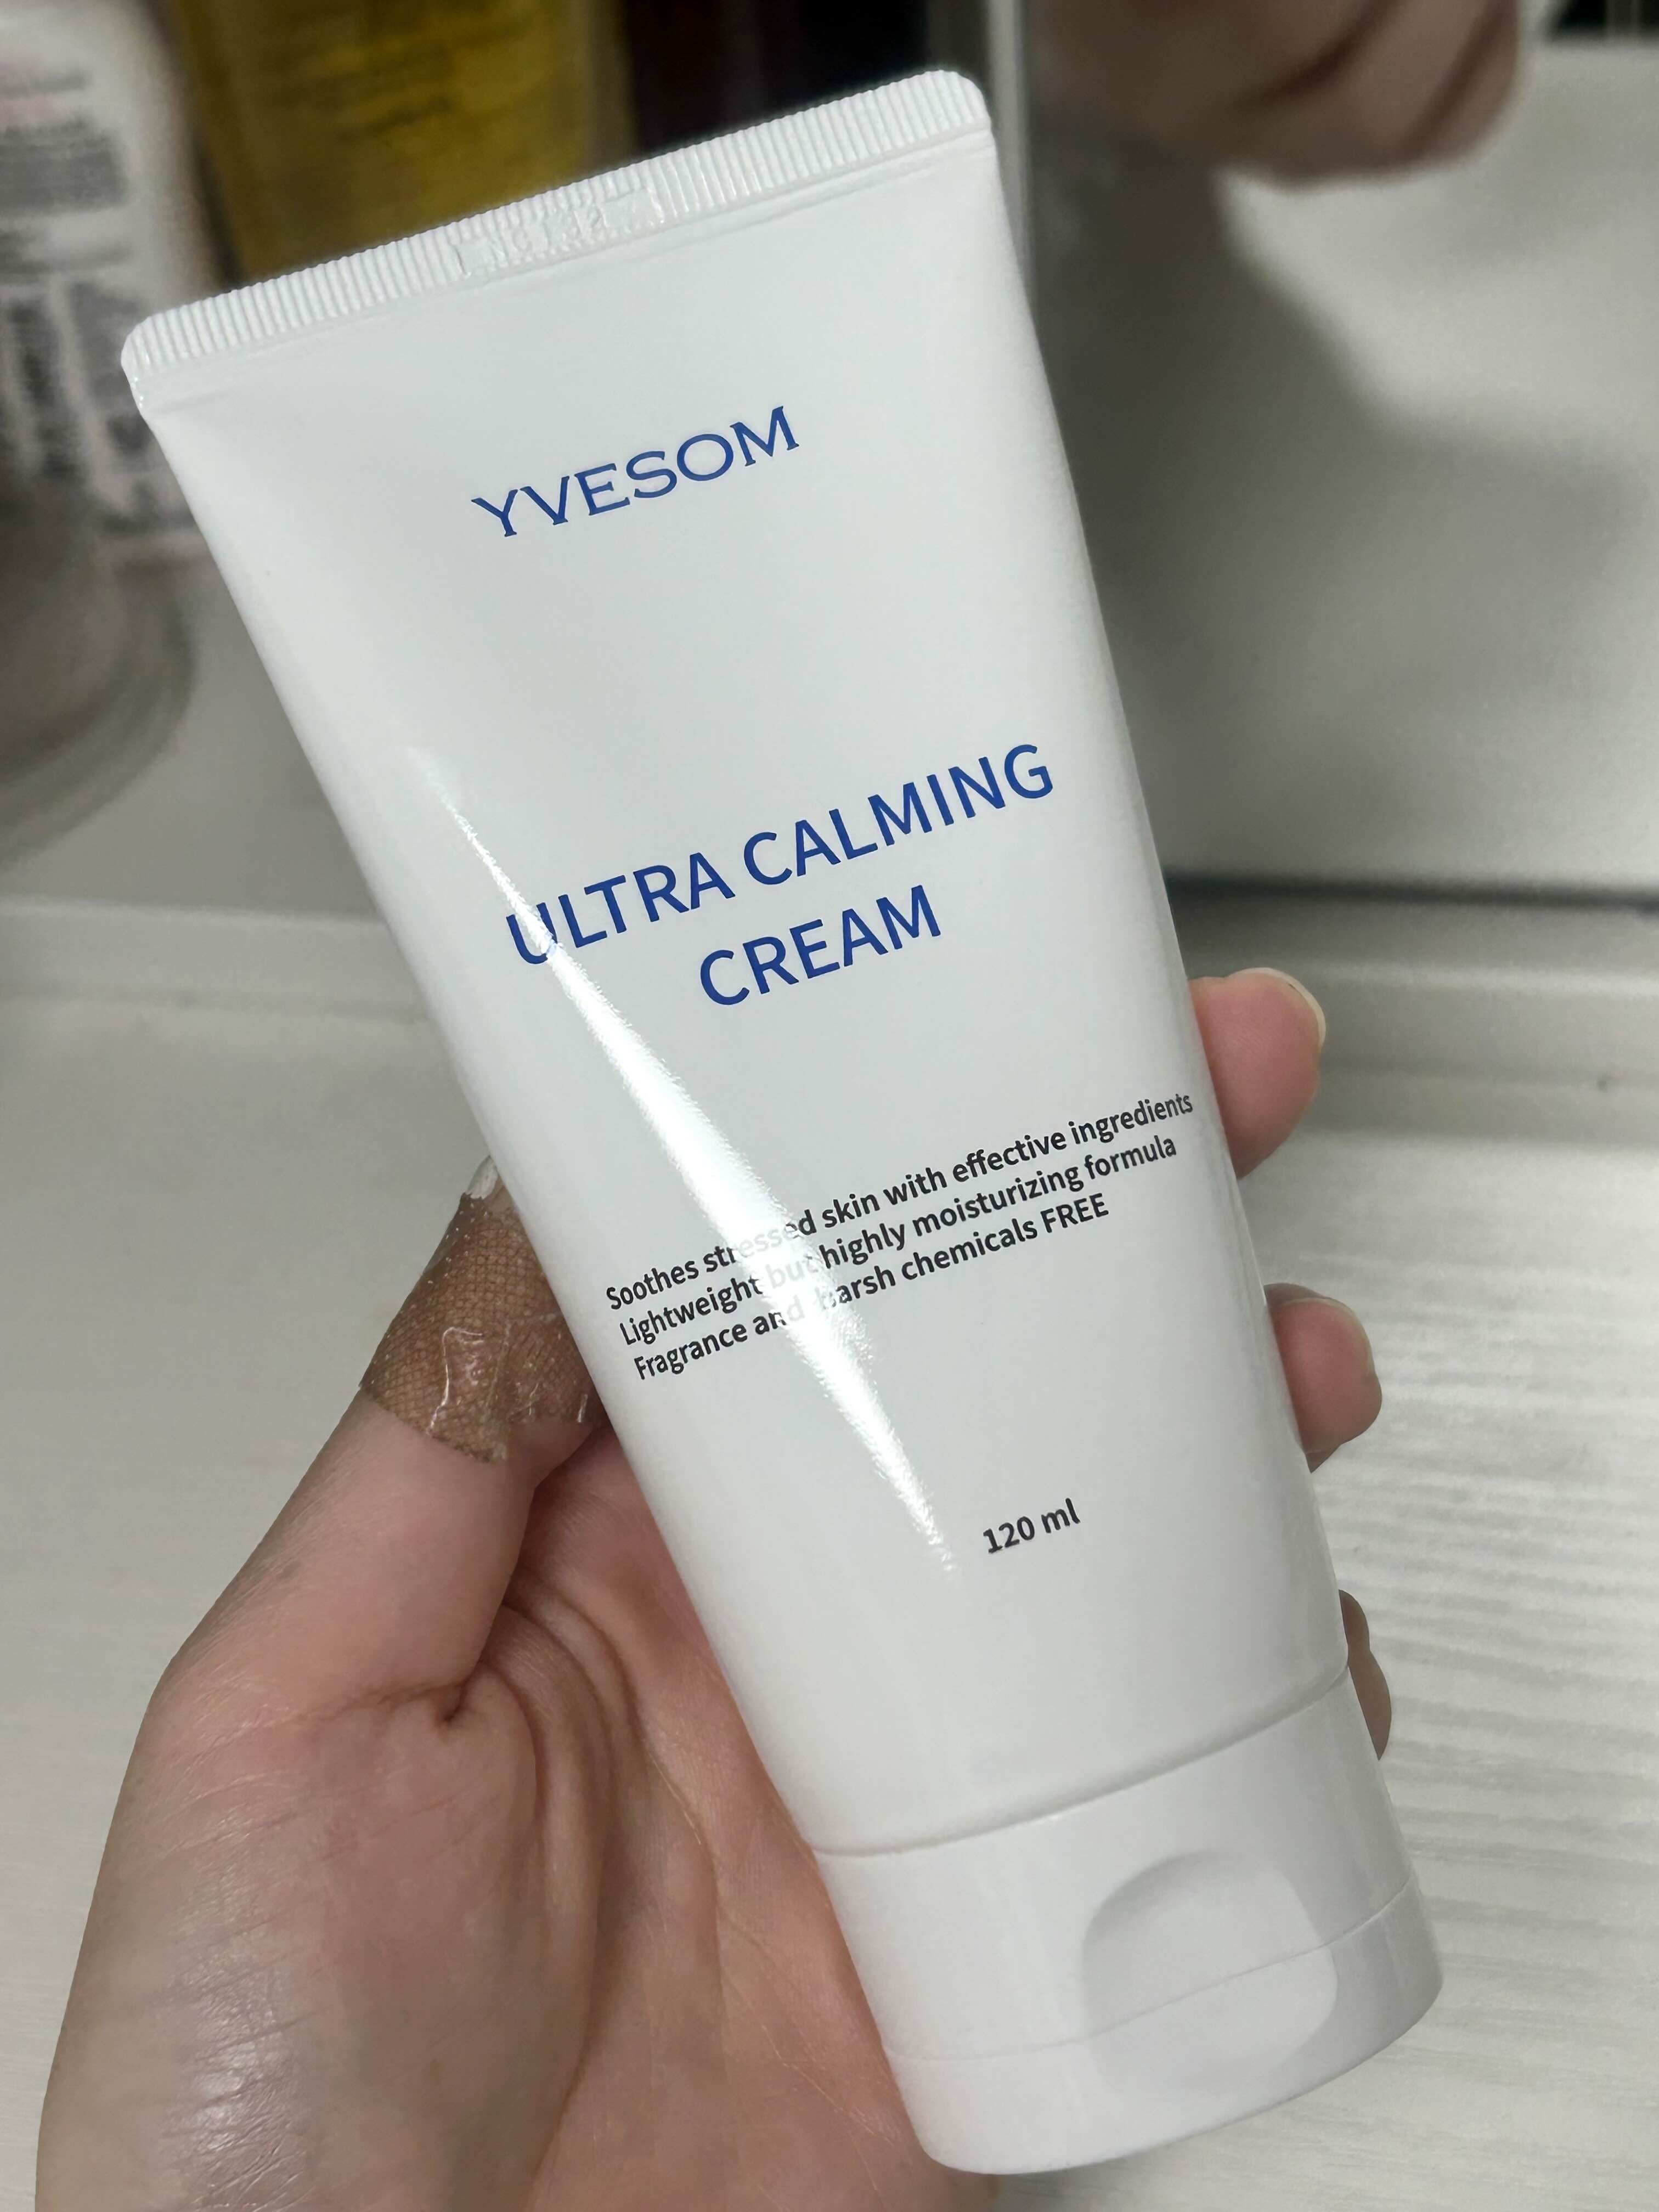 YVESOM
ULTRA CALMING
CREAM
Soothes stressed skin with effective ingredients
Lightweight but highly moisturizing formula
Fragrance and harsh chemicals FREE
120 ml